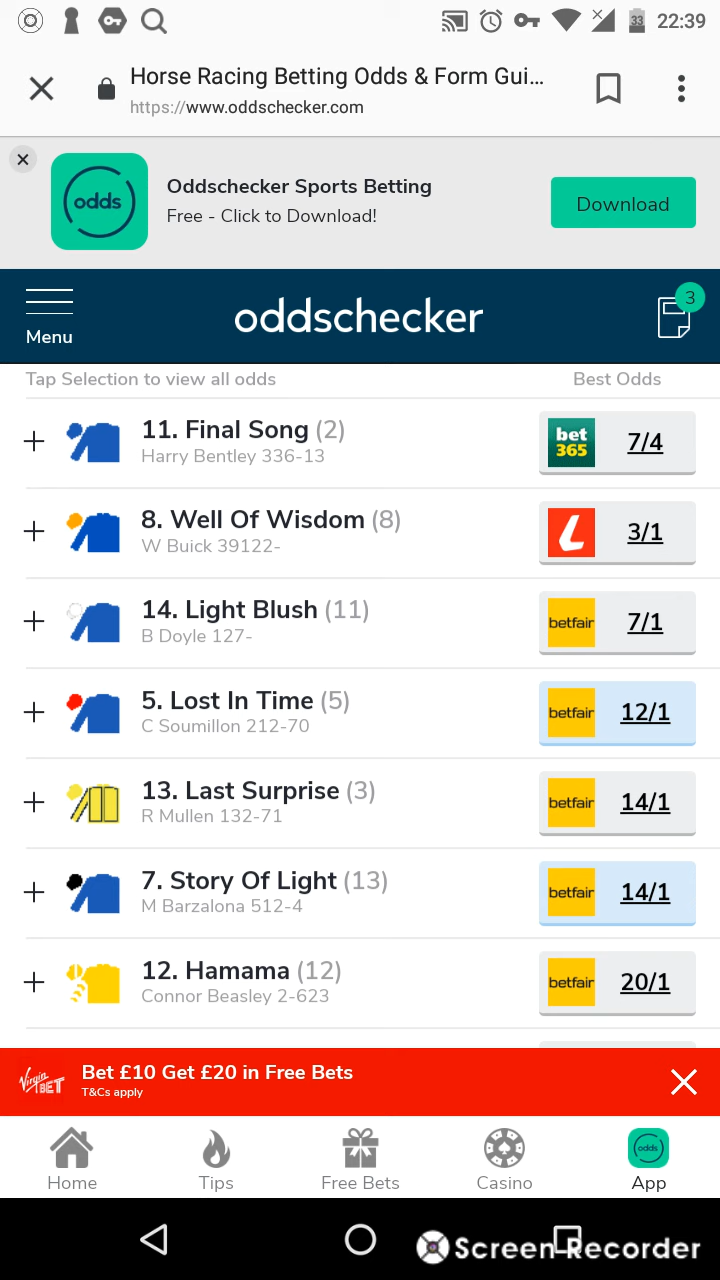 33 22:39
Horse Racing Betting Odds & Form Gui...
https://www.oddschecker.com
odds
Oddschecker Sports Betting
Free - Click to Download!
Download
Menu
oddschecker
3
Tap Selection to view all odds Best Odds
11. Final Song (2)
Harry Bentley 336-13
bet
365
7/4
8. Well Of Wisdom (8)
W Buick 39122-
L
3/1
14. Light Blush (11)
B Doyle 127-
betfair 7/1
5. Lost In Time (5)
C Soumillon 212-70
betfair 12/1
13. Last Surprise (3)
R Mullen 132-71
betfair 14/1
7. Story Of Light (13)
M Barzalona 512-4
betfair 14/1
12. Hamama (12)
Connor Beasley 2-623
betfair 20/1
Virgin BET
Bet £10 Get £20 in Free Bets
T&Cs apply
Home Tips Free Bets Casino odds App
Screen Recorder